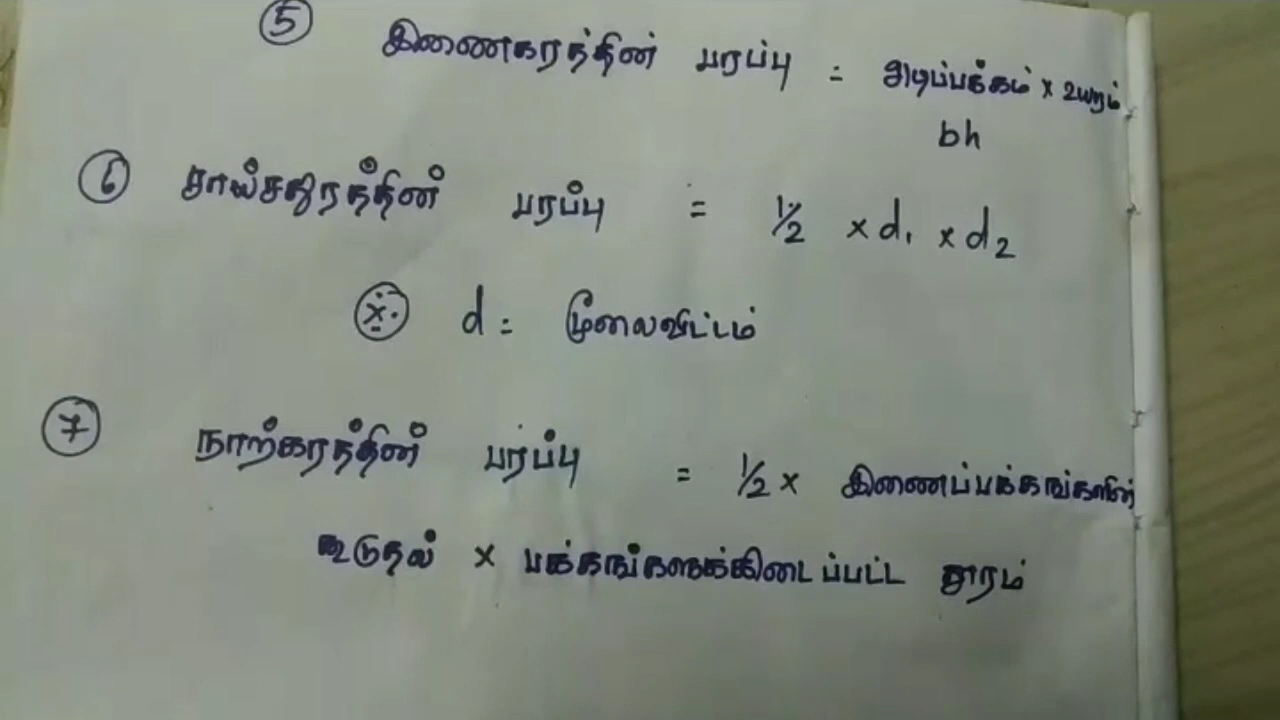 ⑤ இணைகரத்தின் பரப்பு = அடிப்பக்கம் × உயரம்
bh
⑥ சாய்சதுரத்தின் பரப்பு = 1/2 × d₁ × d₂
※ d = மூலைவிட்டம்
⑦ நாற்கரத்தின் பரப்பு = 1/2 × இணைப்பக்கங்களின்
கூடுதல் × பக்கங்களுக்கிடைப்பட்ட தூரம்